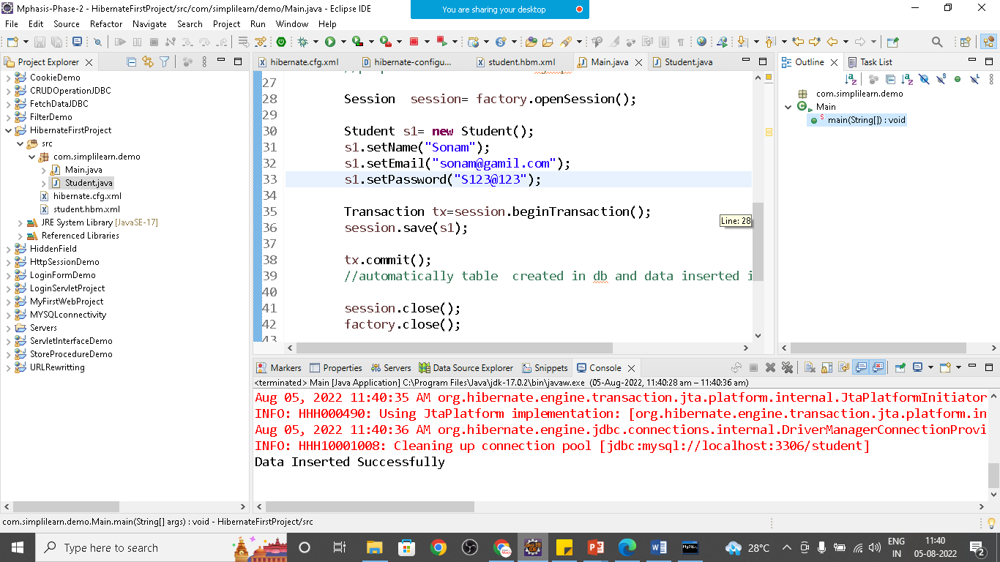 Mphasis-Phase-2 - HibernateFirstProject/src/com/simplilearn/demo/Main.java - Eclipse IDE
You are sharing your desktop
File Edit Source Refactor Navigate Search Project Run Window Help
Project Explorer
CookieDemo
CRUDOperationJDBC
FetchDataJDBC
FilterDemo
HibernateFirstProject
src
com.simplilearn.demo
Main.java
Student.java
hibernate.cfg.xml
student.hbm.xml
JRE System Library [JavaSE-17]
Referenced Libraries
HiddenField
HttpSessionDemo
LoginFormDemo
LoginServletProject
MyFirstWebProject
MYSQLconnectivity
Servers
ServletInterfaceDemo
StoreProcedureDemo
URLRewritting
hibernate.cfg.xml hibernate-configu... student.hbm.xml Main.java Student.java
27
28 Session session= factory.openSession();
29
30 Student s1= new Student();
31 s1.setName("Sonam");
32 s1.setEmail("sonam@gamil.com");
33 s1.setPassword("S123@123");
34
35 Transaction tx=session.beginTransaction();
36 session.save(s1);
37
38 tx.commit();
39 //automatically table created in db and data inserted i
40
41 session.close();
42 factory.close();
43
Line: 28
Outline Task List
com.simplilearn.demo
Main
main(String[]) : void
Markers Properties Servers Data Source Explorer Snippets Console
<terminated> Main [Java Application] C:\Program Files\Java\jdk-17.0.2\bin\javaw.exe (05-Aug-2022, 11:40:28 am – 11:40:36 am)
Aug 05, 2022 11:40:35 AM org.hibernate.engine.transaction.jta.platform.internal.JtaPlatformInitiator
INFO: HHH000490: Using JtaPlatform implementation: [org.hibernate.engine.transaction.jta.platform.in
Aug 05, 2022 11:40:36 AM org.hibernate.engine.jdbc.connections.internal.DriverManagerConnectionProvi
INFO: HHH10001008: Cleaning up connection pool [jdbc:mysql://localhost:3306/student]
Data Inserted Successfully
com.simplilearn.demo.Main.main(String[] args) : void - HibernateFirstProject/src
Type here to search
28°C
ENG
IN
11:40
05-08-2022
2